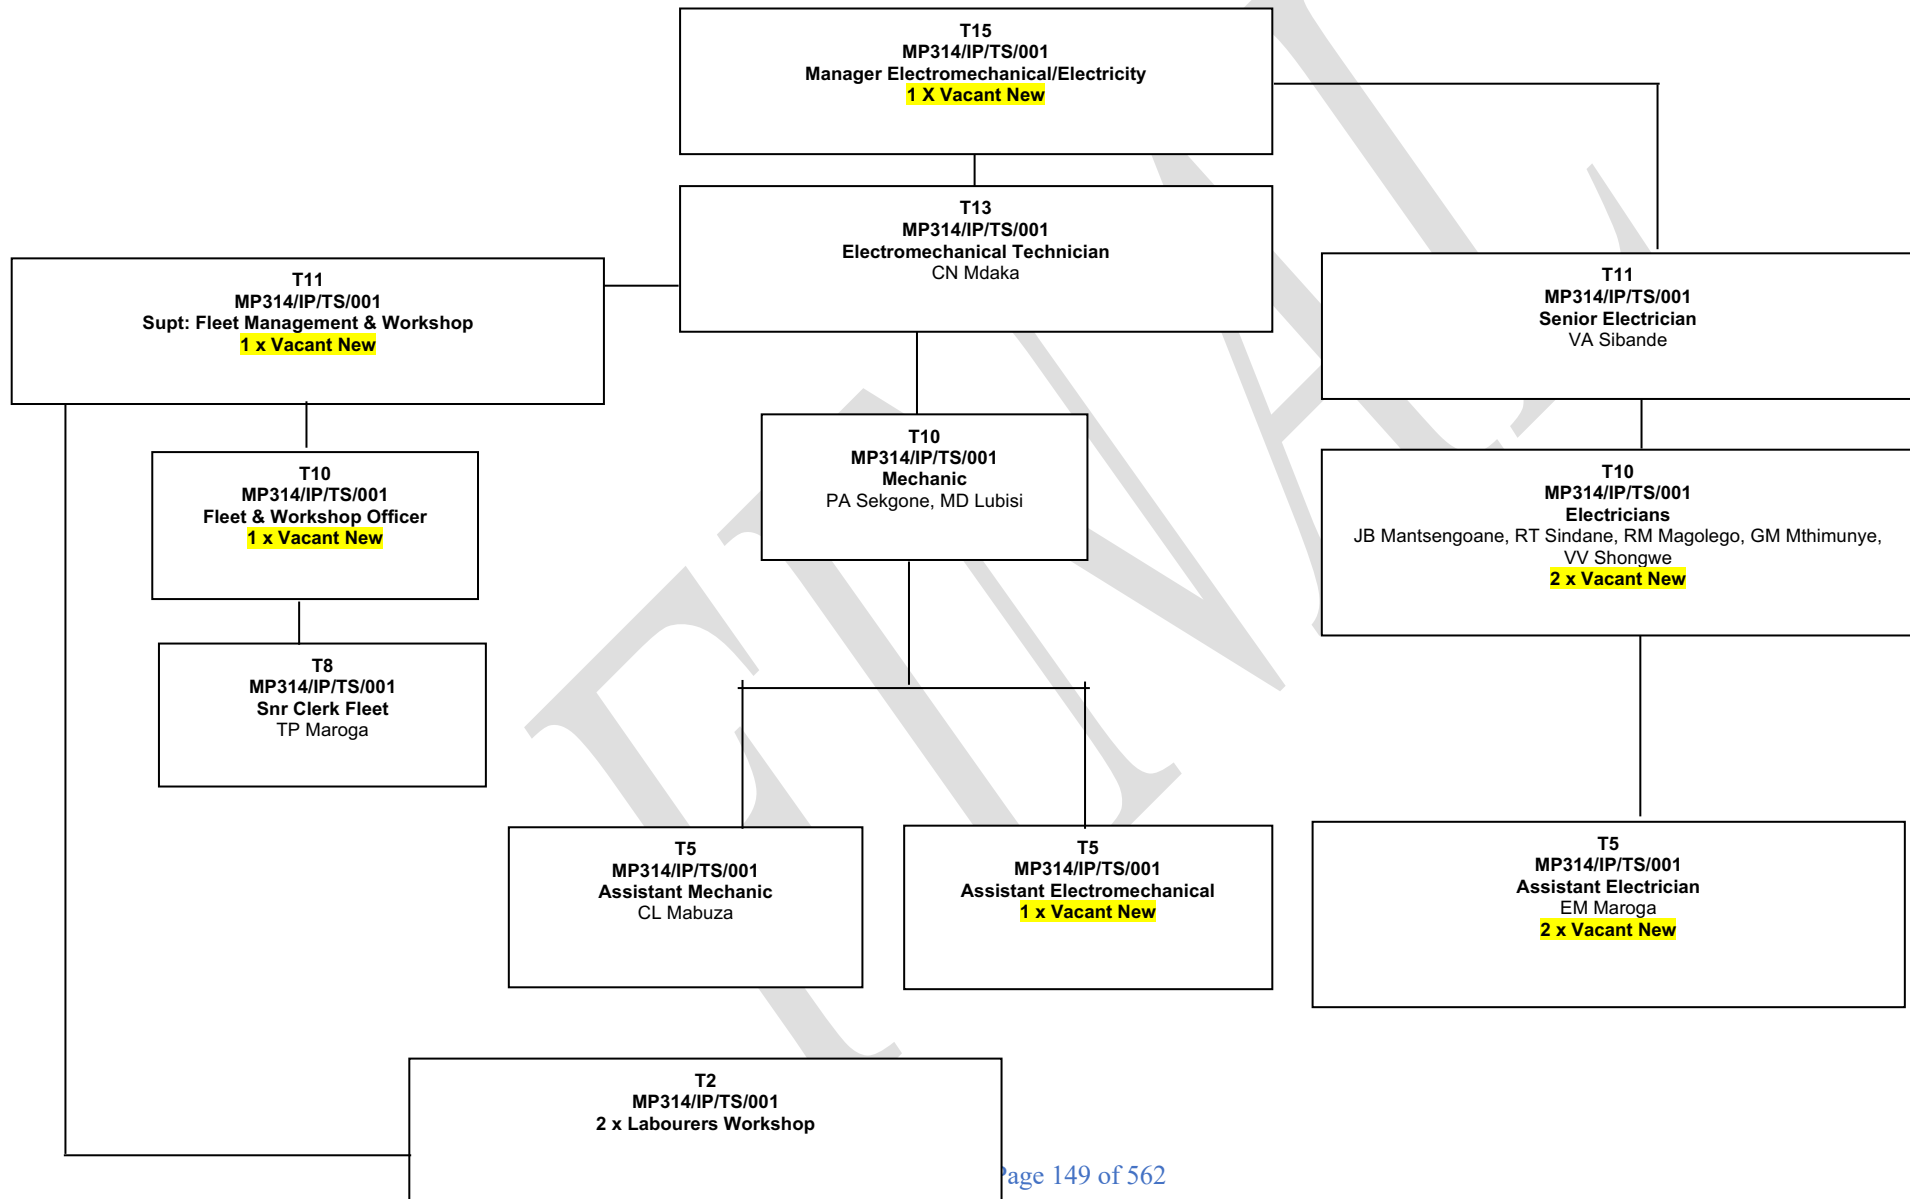 T15
MP314/IP/TS/001
Manager Electromechanical/Electricity
1 X Vacant New
T13
MP314/IP/TS/001
Electromechanical Technician
CN Mdaka
T11
MP314/IP/TS/001
Supt: Fleet Management & Workshop
1 x Vacant New
T11
MP314/IP/TS/001
Senior Electrician
VA Sibande
T10
MP314/IP/TS/001
Fleet & Workshop Officer
1 x Vacant New
T10
MP314/IP/TS/001
Mechanic
PA Sekgone, MD Lubisi
T10
MP314/IP/TS/001
Electricians
JB Mantsengoane, RT Sindane, RM Magolego, GM Mthimunye,
VV Shongwe
2 x Vacant New
T8
MP314/IP/TS/001
Snr Clerk Fleet
TP Maroga
T5
MP314/IP/TS/001
Assistant Mechanic
CL Mabuza
T5
MP314/IP/TS/001
Assistant Electromechanical
1 x Vacant New
T5
MP314/IP/TS/001
Assistant Electrician
EM Maroga
2 x Vacant New
T2
MP314/IP/TS/001
2 x Labourers Workshop
Page 149 of 562
FINAL